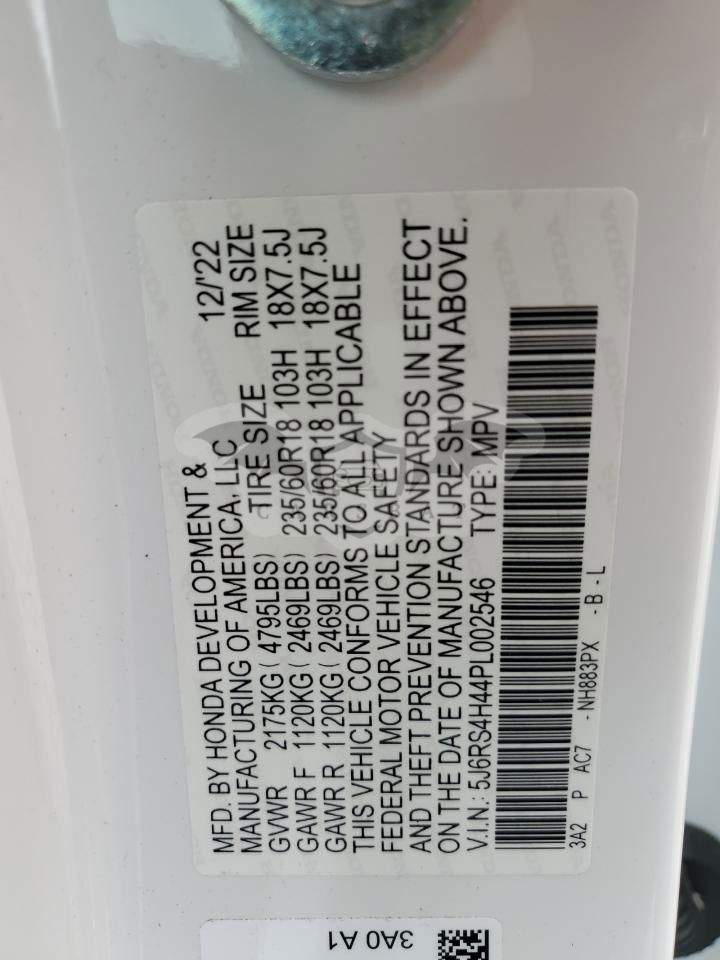 MFD. BY HONDA DEVELOPMENT & 12/'22
MANUFACTURING OF AMERICA, LLC
TIRE SIZE RIM SIZE
GVWR 2175KG ( 4795LBS)
GAWR F 1120KG ( 2469LBS) 235/60R18 103H 18X7.5J
GAWR R 1120KG ( 2469LBS) 235/60R18 103H 18X7.5J
THIS VEHICLE CONFORMS TO ALL APPLICABLE
FEDERAL MOTOR VEHICLE SAFETY
AND THEFT PREVENTION STANDARDS IN EFFECT
ON THE DATE OF MANUFACTURE SHOWN ABOVE.
V.I.N.: 5J6RS4H44PL002546 TYPE: MPV
3A2 P AC7 -NH883PX -B-L
3A0 A1